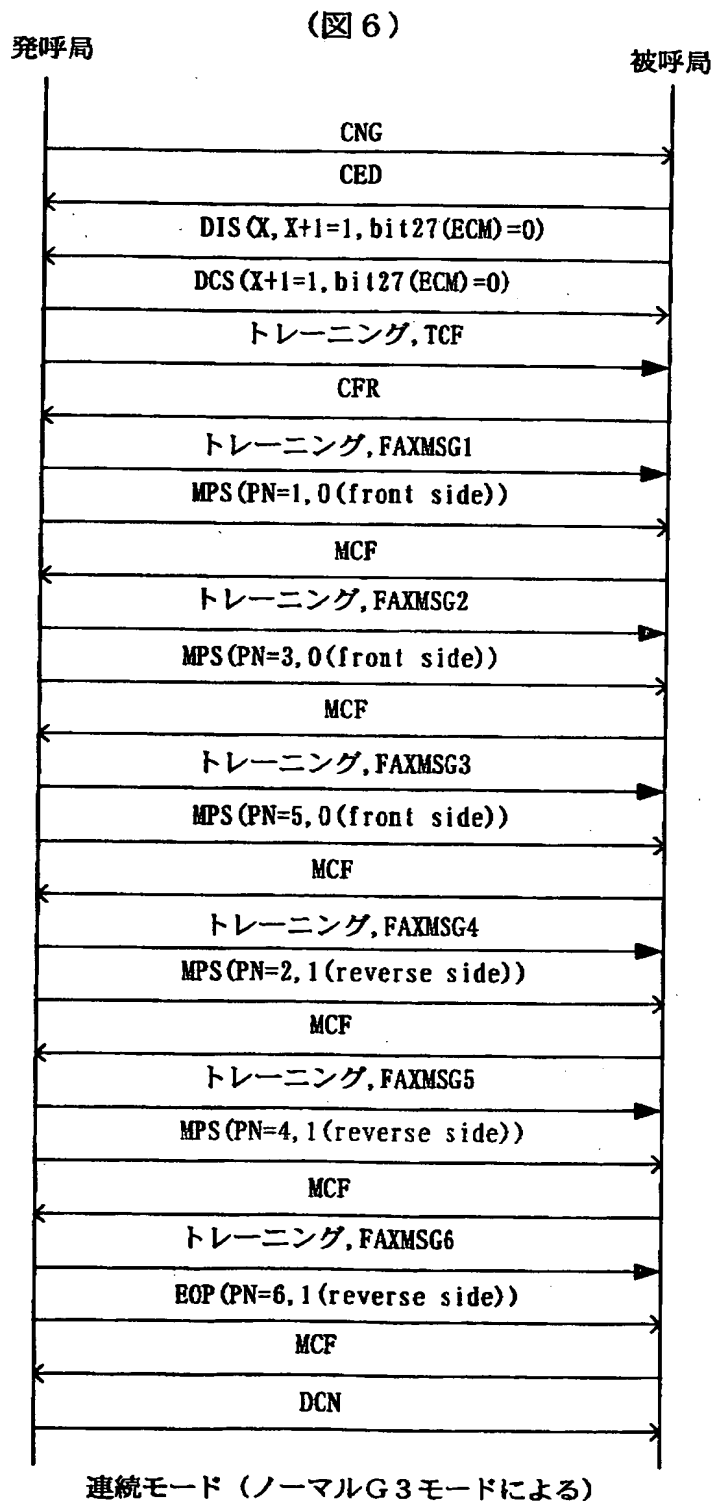 (図6)
発呼局
被呼局
CNG
CED
DIS(X,X+1=1,bit27(ECM)=0)
DCS(X+1=1,bit27(ECM)=0)
トレーニング,TCF
CFR
トレーニング,FAXMSG1
MPS(PN=1,0(front side))
MCF
トレーニング,FAXMSG2
MPS(PN=3,0(front side))
MCF
トレーニング,FAXMSG3
MPS(PN=5,0(front side))
MCF
トレーニング,FAXMSG4
MPS(PN=2,1(reverse side))
MCF
トレーニング,FAXMSG5
MPS(PN=4,1(reverse side))
MCF
トレーニング,FAXMSG6
EOP(PN=6,1(reverse side))
MCF
DCN
連続モード(ノーマルG3モードによる)